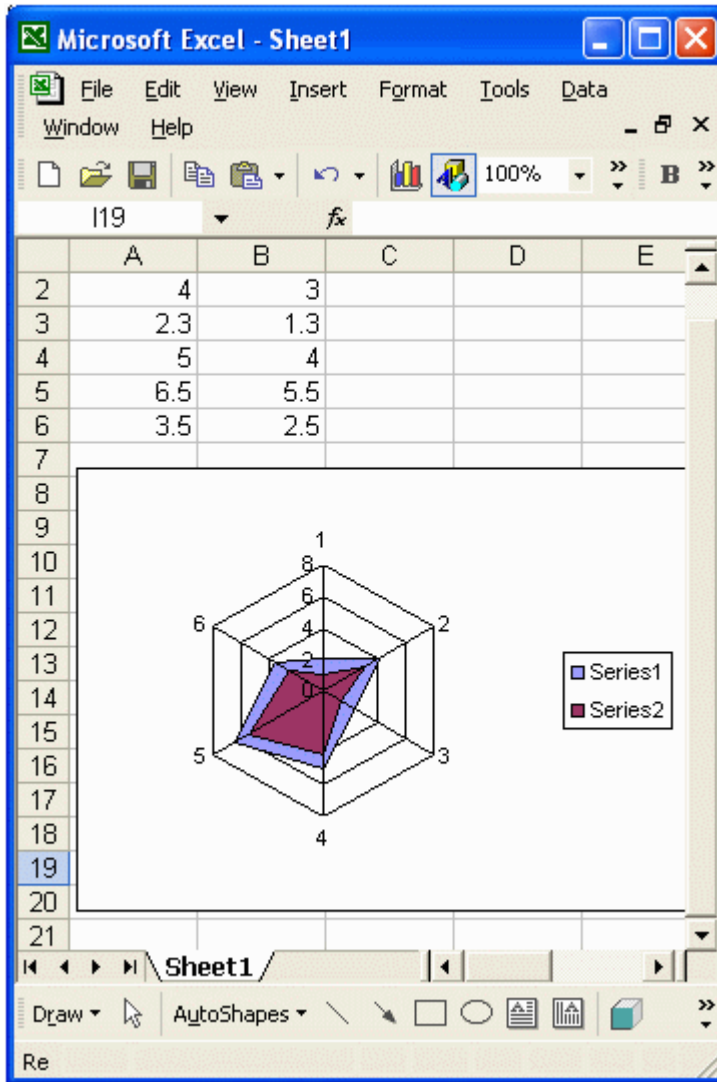 Microsoft Excel - Sheet1
File Edit View Insert Format Tools Data
Window Help
100% » B »
I19 fx
A B C D E
2 4 3
3 2.3 1.3
4 5 4
5 6.5 5.5
6 3.5 2.5
7
8
9
10
11
12
13
14
15
16
17
18
19
20
21
1
8
6
6 4 2
2
0
5 3
4
Series1
Series2
Sheet1
Draw AutoShapes »
Re